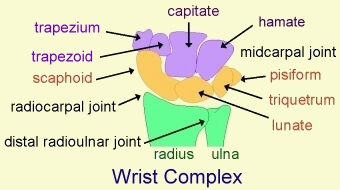 capitate
trapezium
hamate
trapezoid
midcarpal joint
scaphoid
pisiform
radiocarpal joint
triquetrum
lunate
distal radioulnar joint
radius ulna
Wrist Complex